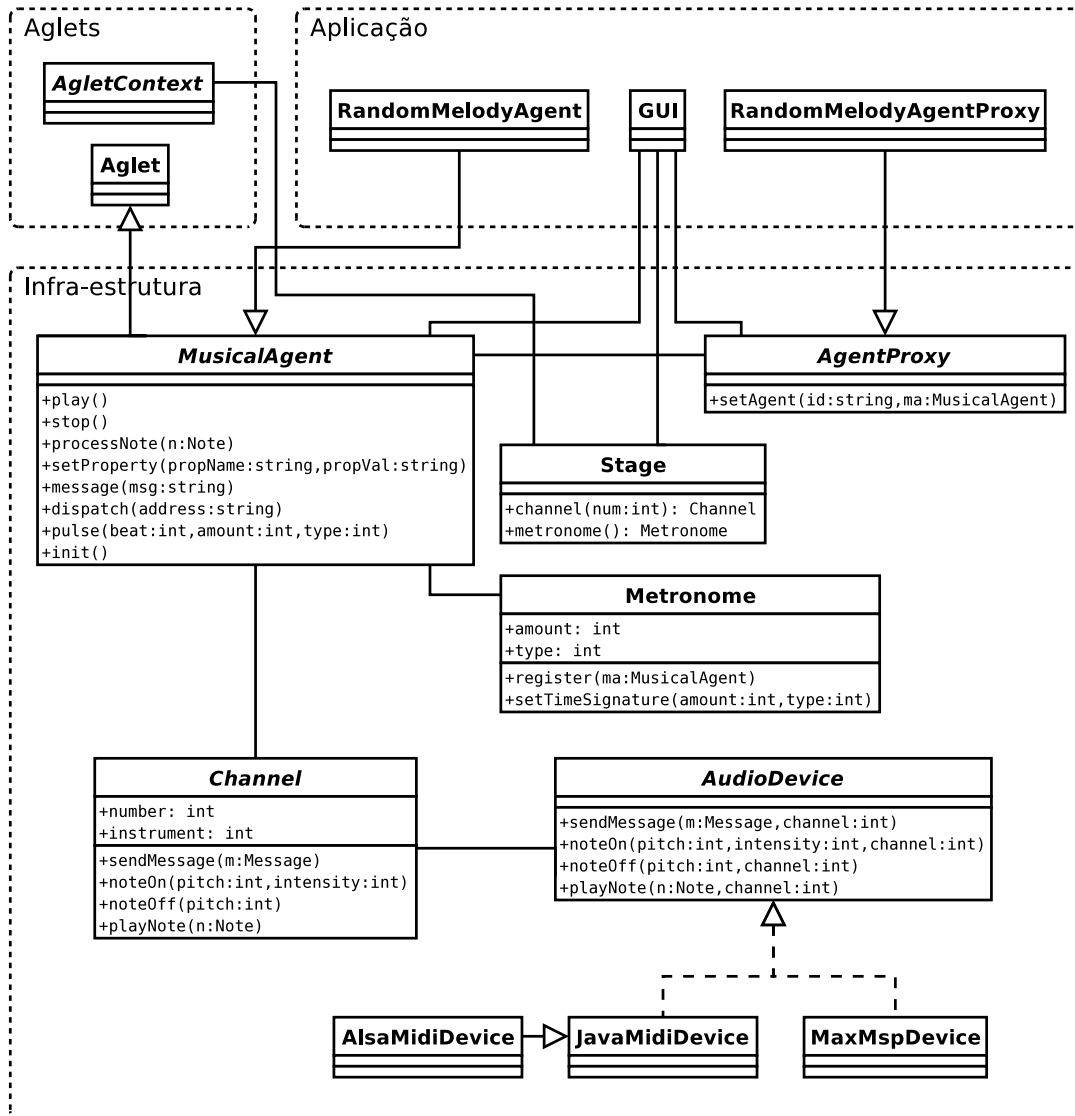 Aglets
AgletContext
Aglet
Aplicação
RandomMelodyAgent
GUI
RandomMelodyAgentProxy
Infra-estrutura
MusicalAgent
+play()
+stop()
+processNote(n:Note)
+setProperty(propName:string,propVal:string)
+message(msg:string)
+dispatch(address:string)
+pulse(beat:int,amount:int,type:int)
+init()
AgentProxy
+setAgent(id:string,ma:MusicalAgent)
Stage
+channel(num:int): Channel
+metronome(): Metronome
Metronome
+amount: int
+type: int
+register(ma:MusicalAgent)
+setTimeSignature(amount:int,type:int)
Channel
+number: int
+instrument: int
+sendMessage(m:Message)
+noteOn(pitch:int,intensity:int)
+noteOff(pitch:int)
+playNote(n:Note)
AudioDevice
+sendMessage(m:Message,channel:int)
+noteOn(pitch:int,intensity:int,channel:int)
+noteOff(pitch:int,channel:int)
+playNote(n:Note,channel:int)
AlsaMidiDevice
JavaMidiDevice
MaxMspDevice